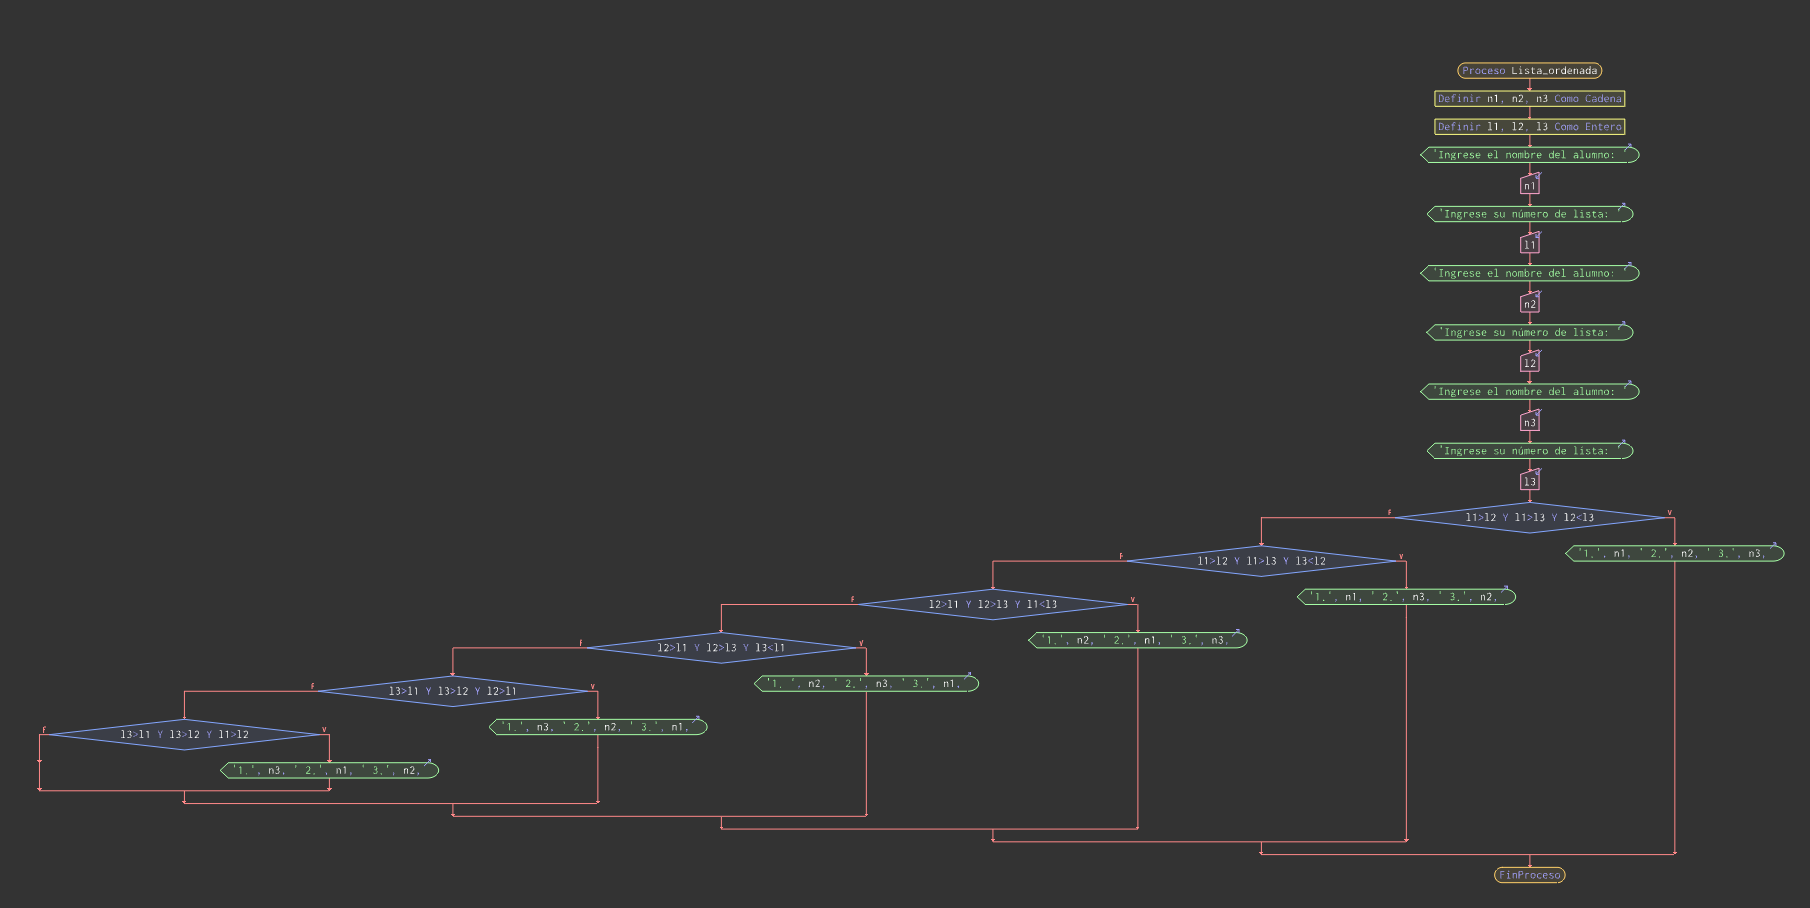 Proceso Lista_ordenada
Definir n1, n2, n3 Como Cadena
Definir l1, l2, l3 Como Entero
'Ingrese el nombre del alumno: '
n1
'Ingrese su número de lista: '
l1
'Ingrese el nombre del alumno: '
n2
'Ingrese su número de lista: '
l2
'Ingrese el nombre del alumno: '
n3
'Ingrese su número de lista: '
l3
F
l1>l2 Y l1>l3 Y l2<l3
V
'1.', n1, ' 2.', n2, ' 3.', n3,
F
l1>l2 Y l1>l3 Y l3<l2
V
'1.', n1, ' 2.', n3, ' 3.', n2,
F
l2>l1 Y l2>l3 Y l1<l3
V
'1.', n2, ' 2.', n1, ' 3.', n3,
F
l2>l1 Y l2>l3 Y l3<l1
V
'1. ', n2, ' 2.', n3, ' 3.', n1,
F
l3>l1 Y l3>l2 Y l2>l1
V
'1.', n3, ' 2.', n2, ' 3.', n1,
F
l3>l1 Y l3>l2 Y l1>l2
V
'1.', n3, ' 2.', n1, ' 3.', n2,
FinProceso